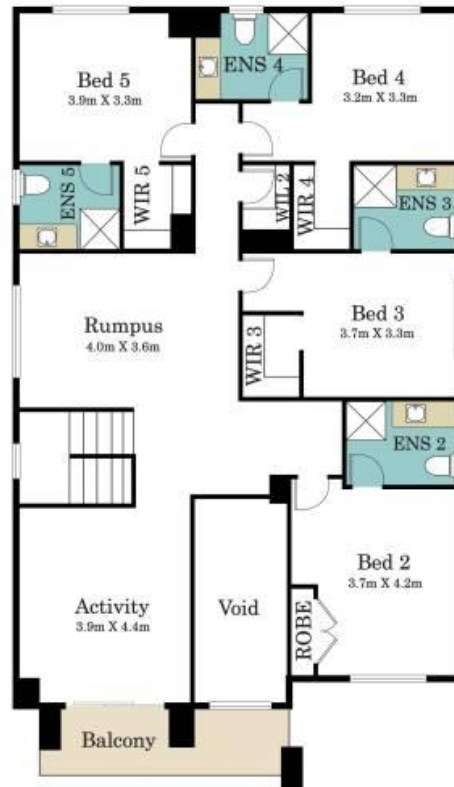 Bed 5
3.9m X 3.3m
ENS 4
Bed 4
3.2m X 3.3m
ENS 5
WIR 5
WIL 2
WIR 4
ENS 3
Rumpus
4.0m X 3.6m
Bed 3
3.7m X 3.3m
WIR 3
ENS 2
Bed 2
3.7m X 4.2m
Activity
3.9m X 4.4m
Void
ROBE
Balcony